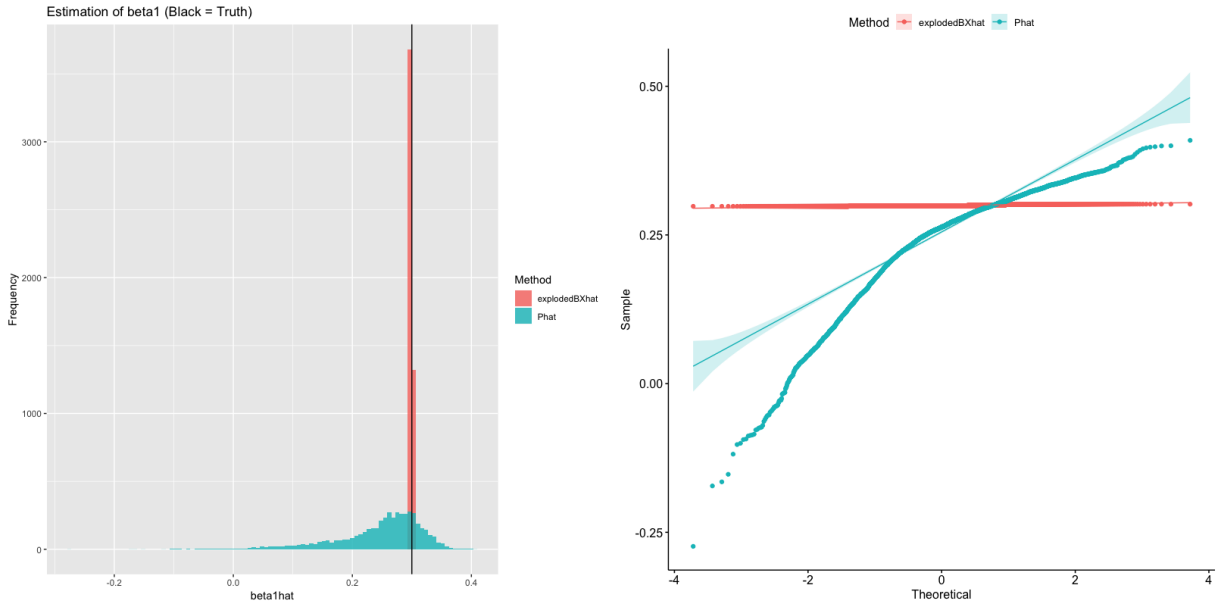 Estimation of beta1 (Black = Truth)
Frequency
3000
2000
1000
0
-0.2
0.0
0.2
0.4
beta1hat
Method
explodedBXhat
Phat
Method
explodedBXhat
Phat
Sample
0.50
0.25
0.00
-0.25
-4
-2
0
2
4
Theoretical